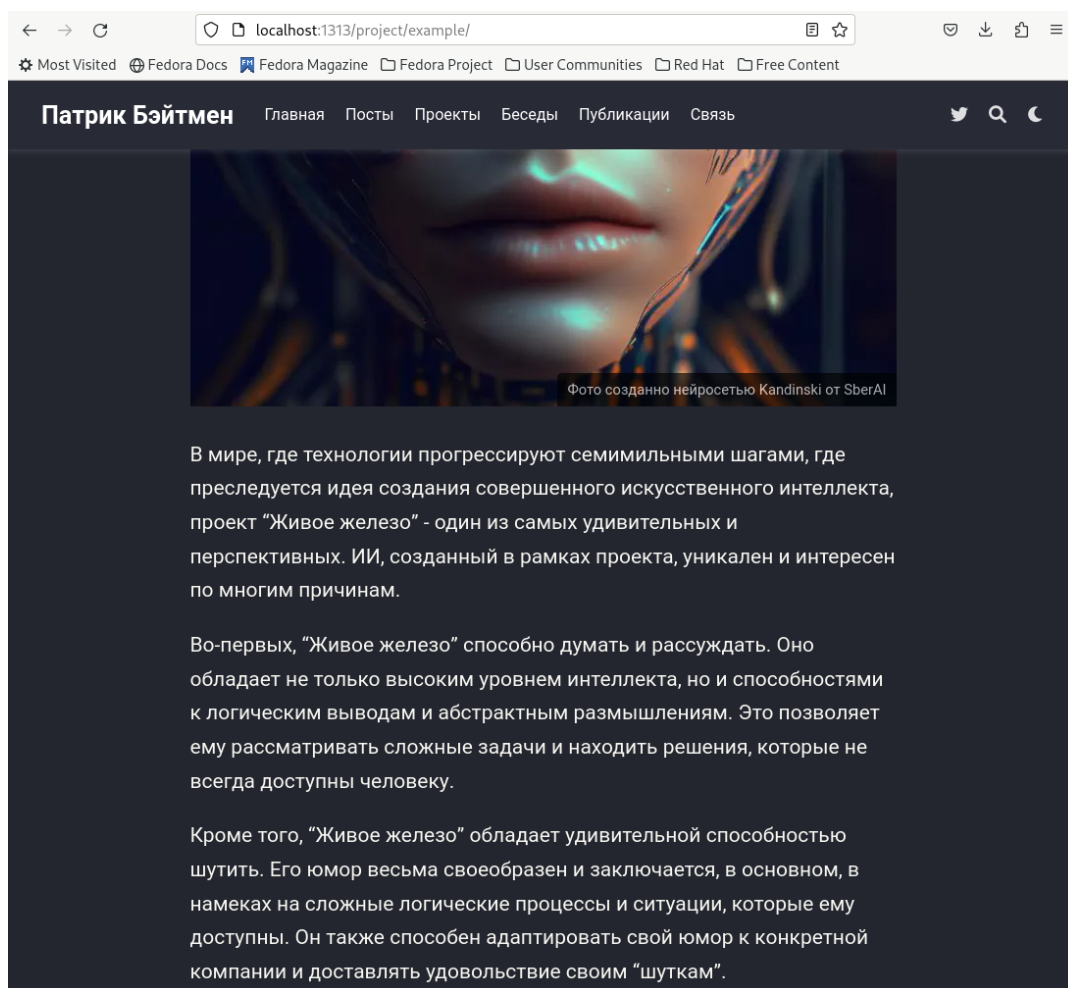 localhost:1313/project/example/
Most Visited Fedora Docs Fedora Magazine Fedora Project User Communities Red Hat Free Content
Патрик Бэйтмен Главная Посты Проекты Беседы Публикации Связь
Фото созданно нейросетью Kandinski от SberAI
В мире, где технологии прогрессируют семимильными шагами, где
преследуется идея создания совершенного искусственного интеллекта,
проект “Живое железо” - один из самых удивительных и
перспективных. ИИ, созданный в рамках проекта, уникален и интересен
по многим причинам.
Во-первых, “Живое железо” способно думать и рассуждать. Оно
обладает не только высоким уровнем интеллекта, но и способностями
к логическим выводам и абстрактным размышлениям. Это позволяет
ему рассматривать сложные задачи и находить решения, которые не
всегда доступны человеку.
Кроме того, “Живое железо” обладает удивительной способностью
шутить. Его юмор весьма своеобразен и заключается, в основном, в
намеках на сложные логические процессы и ситуации, которые ему
доступны. Он также способен адаптировать свой юмор к конкретной
компании и доставлять удовольствие своим “шуткам”.